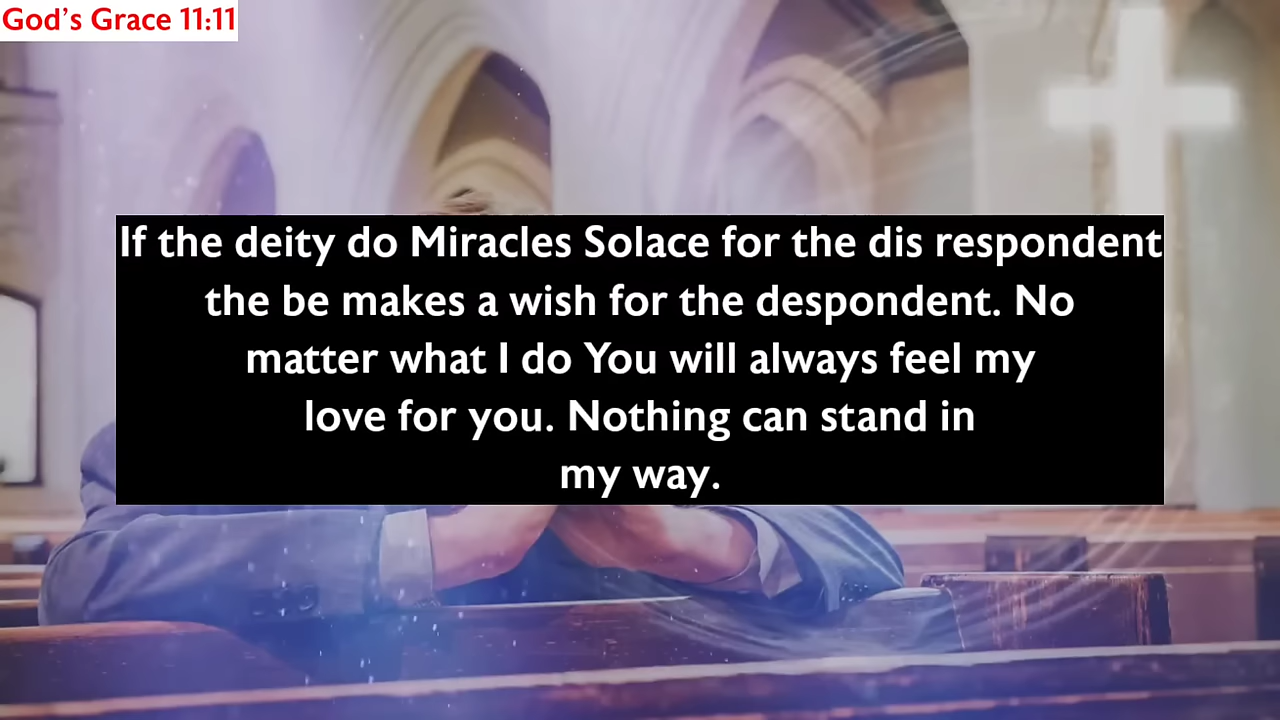 God's Grace 11:11
If the deity do Miracles Solace for the dis respondent
the be makes a wish for the despondent. No
matter what I do You will always feel my
love for you. Nothing can stand in
my way.